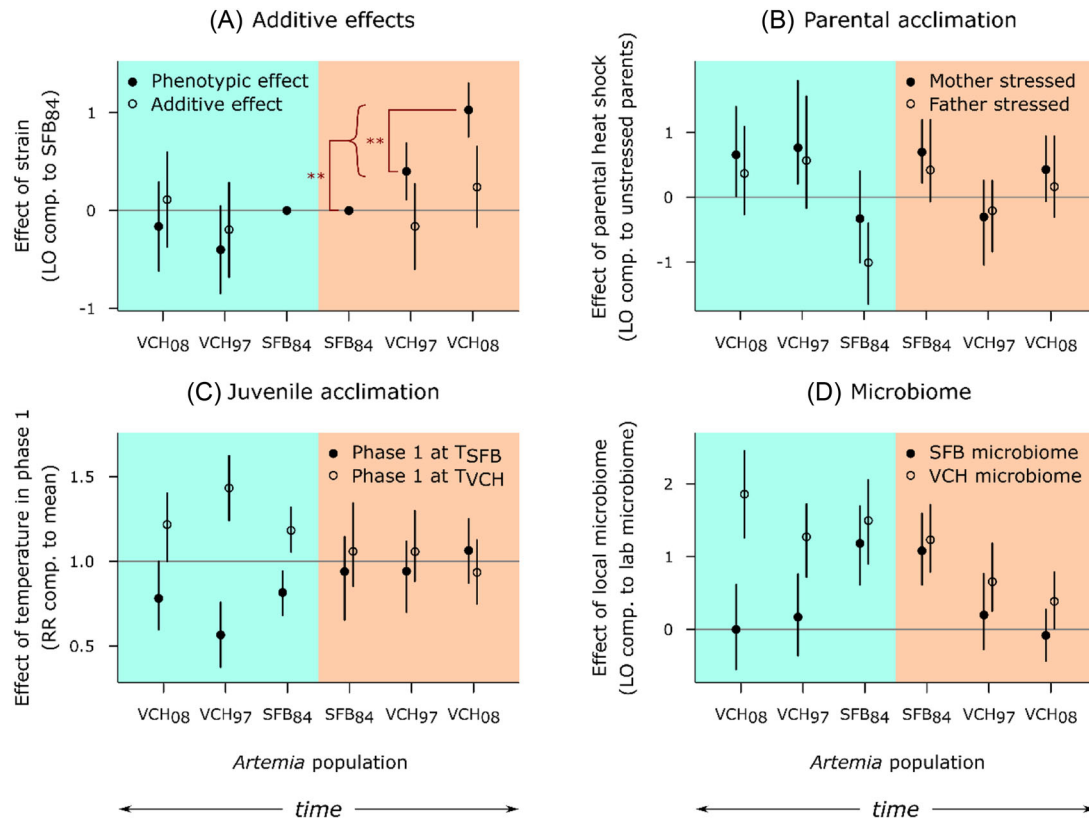 (A) Additive effects
Effect of strain
(LO comp. to SFB84)
Phenotypic effect
Additive effect
1
0
-1
**
**
VCH08 VCH97 SFB84 SFB84 VCH97 VCH08
(B) Parental acclimation
Effect of parental heat shock
(LO comp. to unstressed parents)
Mother stressed
Father stressed
1
0
-1
VCH08 VCH97 SFB84 SFB84 VCH97 VCH08
(C) Juvenile acclimation
Effect of temperature in phase 1
(RR comp. to mean)
Phase 1 at TSFB
Phase 1 at TVCH
1.5
1.0
0.5
VCH08 VCH97 SFB84 SFB84 VCH97 VCH08
Artemia population
time
(D) Microbiome
Effect of local microbiome
(LO comp. to lab microbiome)
SFB microbiome
VCH microbiome
2
1
0
VCH08 VCH97 SFB84 SFB84 VCH97 VCH08
Artemia population
time